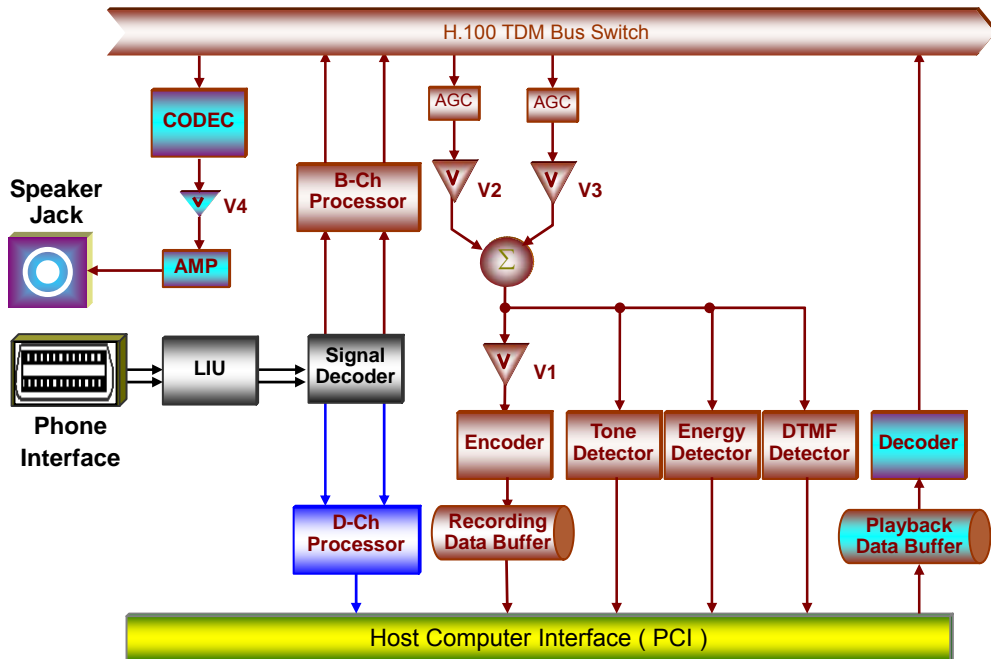 H.100 TDM Bus Switch
CODEC
AGC
AGC
V
V2
V
V3
B-Ch
Processor
Speaker
Jack
V
V4
AMP
Σ
LIU
Signal
Decoder
V
V1
Phone
Interface
Encoder
Tone
Detector
Energy
Detector
DTMF
Detector
Decoder
D-Ch
Processor
Recording
Data Buffer
Playback
Data Buffer
Host Computer Interface ( PCI )